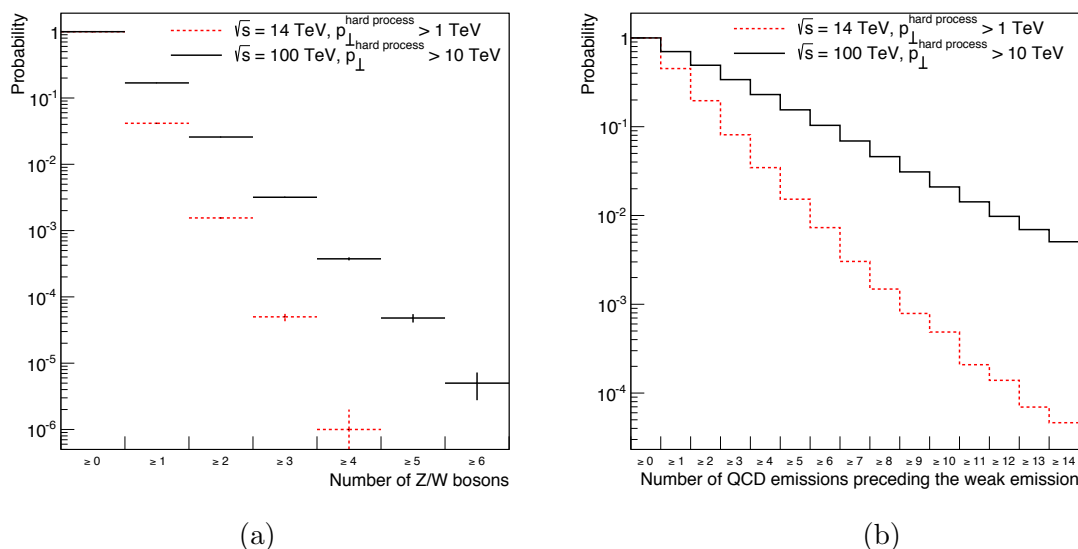 √s = 14 TeV, p⊥^hard process > 1 TeV
√s = 100 TeV, p⊥^hard process > 10 TeV
Probability
1
10^-1
10^-2
10^-3
10^-4
10^-5
10^-6
≥ 0 ≥ 1 ≥ 2 ≥ 3 ≥ 4 ≥ 5 ≥ 6
Number of Z/W bosons
(a)
√s = 14 TeV, p⊥^hard process > 1 TeV
√s = 100 TeV, p⊥^hard process > 10 TeV
Probability
1
10^-1
10^-2
10^-3
10^-4
≥ 0 ≥ 1 ≥ 2 ≥ 3 ≥ 4 ≥ 5 ≥ 6 ≥ 7 ≥ 8 ≥ 9 ≥ 10 ≥ 11 ≥ 12 ≥ 13 ≥ 14
Number of QCD emissions preceding the weak emission
(b)